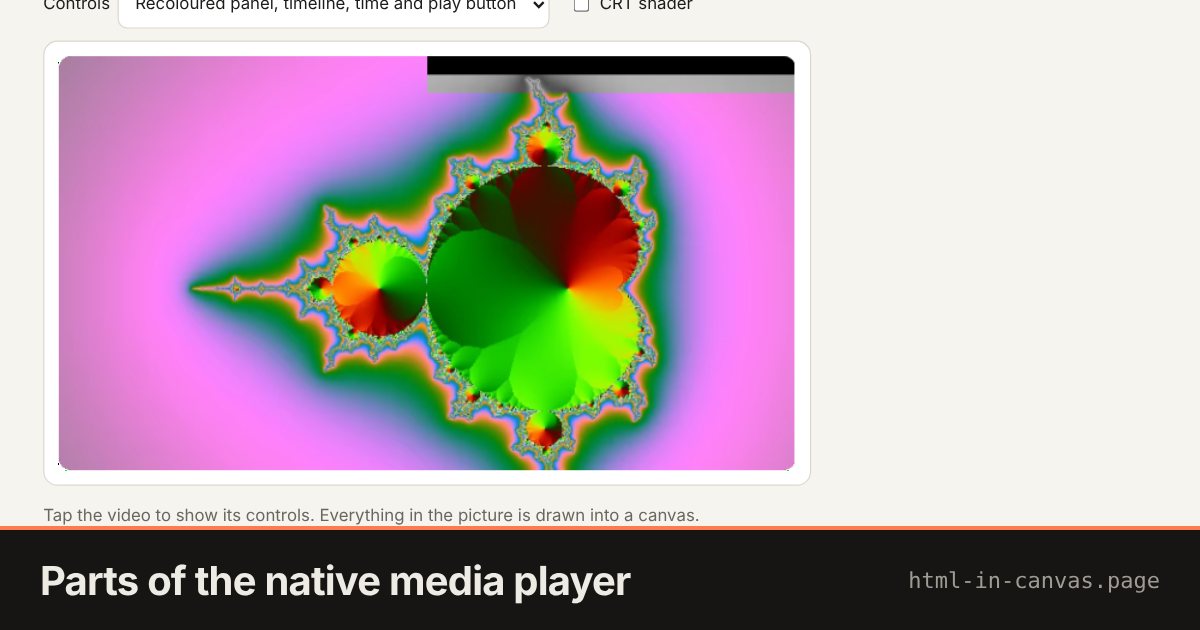 Controls Recoloured panel, timeline, time and play button CRT shader
Tap the video to show its controls. Everything in the picture is drawn into a canvas.
Parts of the native media player
html-in-canvas.page